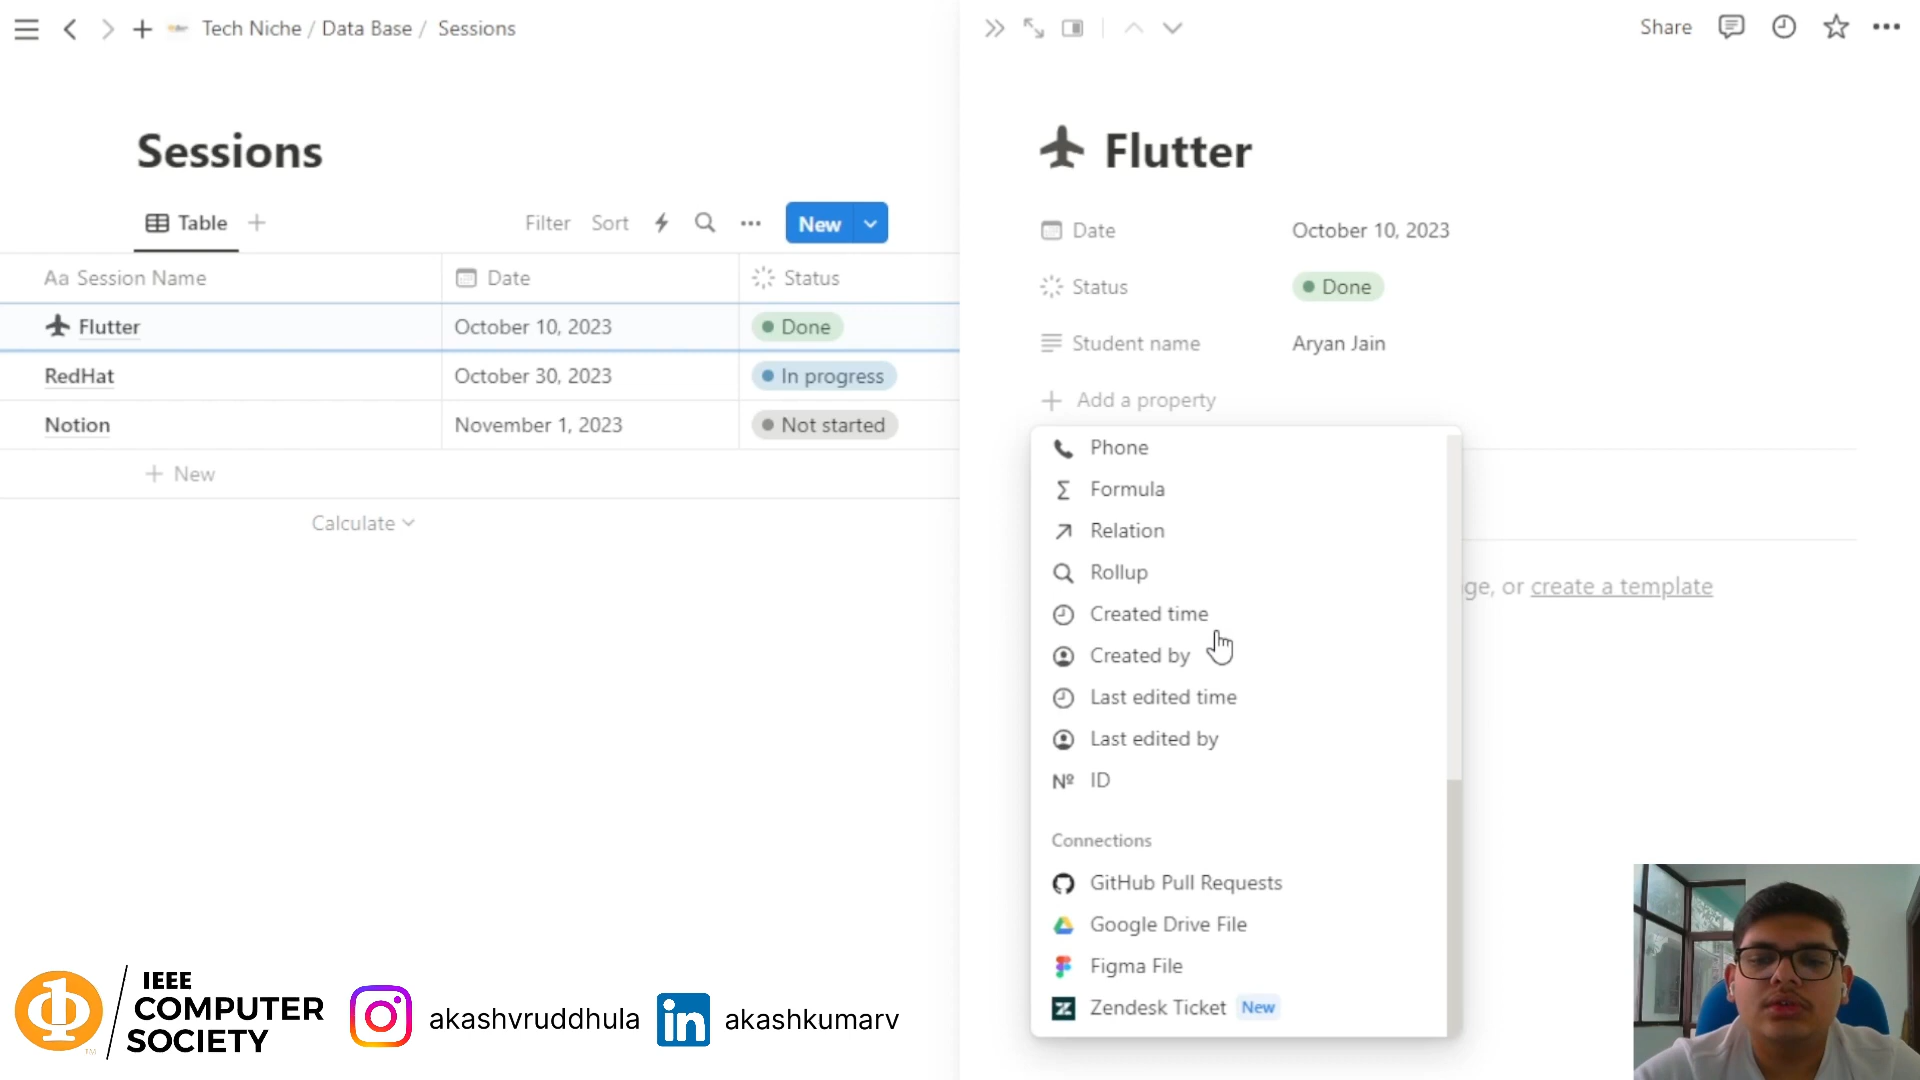 Tech Niche / Data Base / Sessions
Share
Sessions
Table
Filter Sort
New
Aa Session Name Date Status
Flutter October 10, 2023 Done
RedHat October 30, 2023 In progress
Notion November 1, 2023 Not started
New
Calculate
Flutter
Date October 10, 2023
Status Done
Student name Aryan Jain
Add a property
Phone
Formula
Relation
Rollup
ge, or create a template
Created time
Created by
Last edited time
Last edited by
Nº ID
Connections
GitHub Pull Requests
Google Drive File
Figma File
Zendesk Ticket New
IEEE
COMPUTER
SOCIETY
TM
akashvruddhula
in akashkumarv